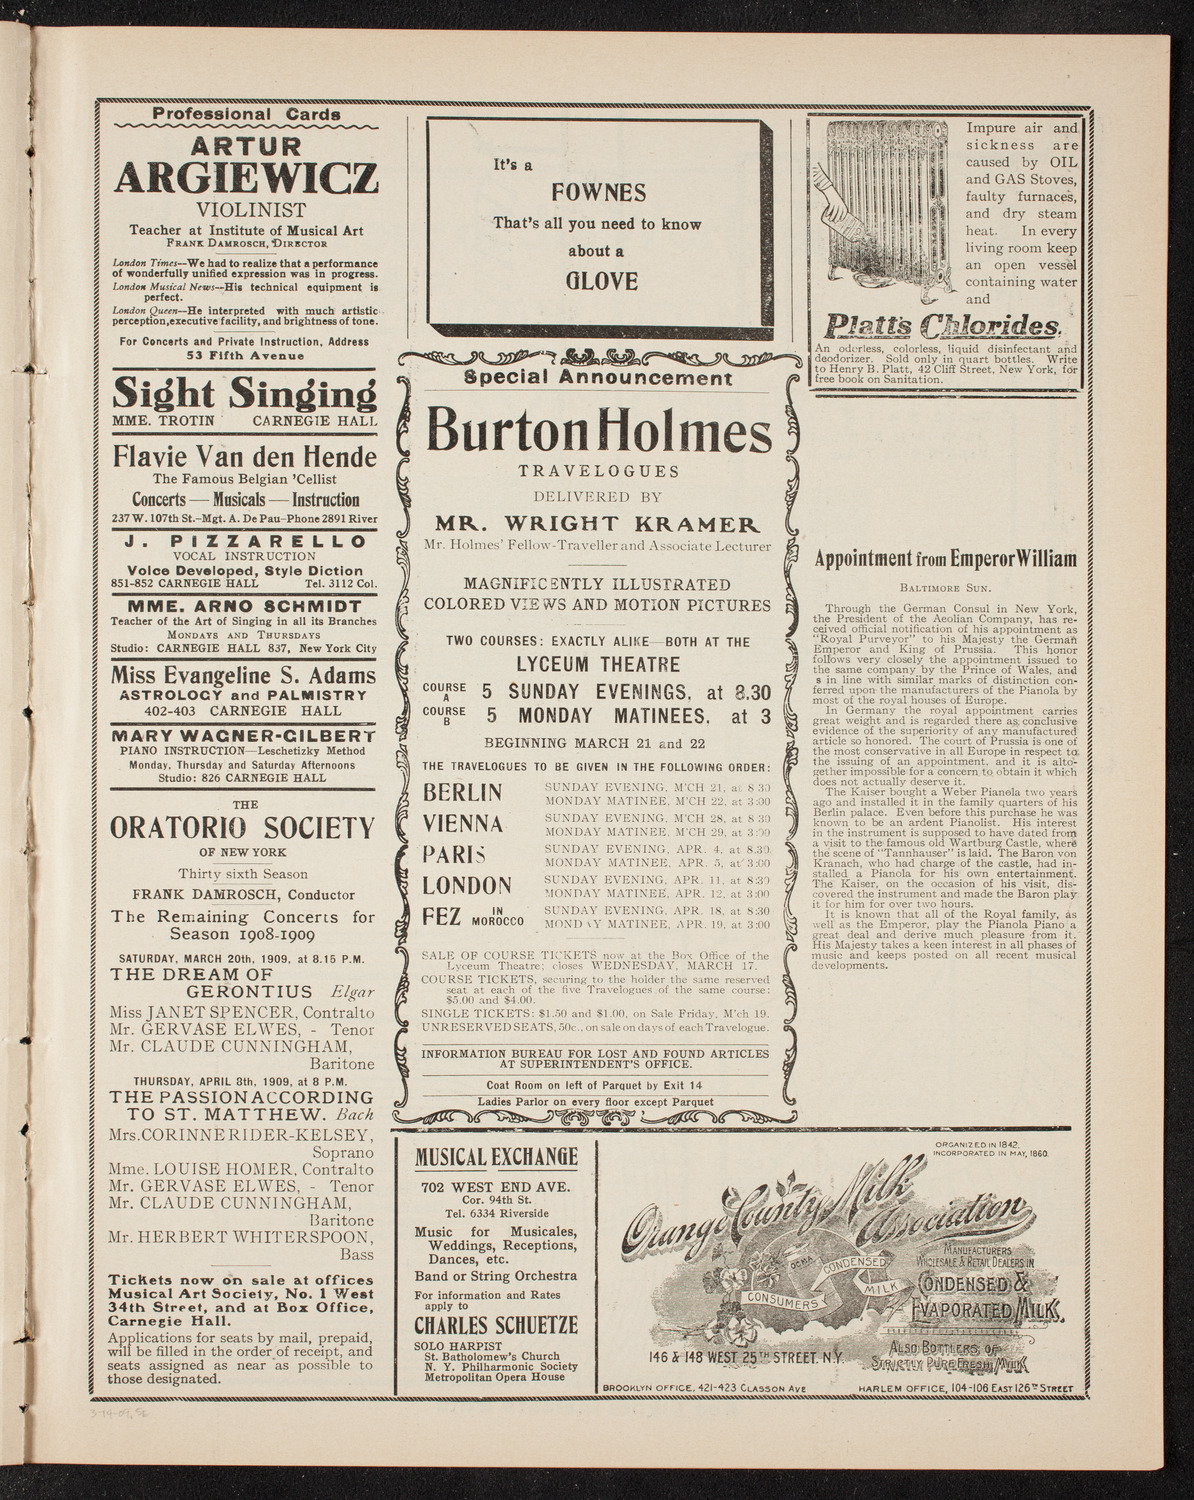 Professional Cards
ARTUR
ARGIEWICZ
VIOLINIST
Teacher at Institute of Musical Art
FRANK DAMROSCH, DIRECTOR
London Times--We had to realize that a performance
of wonderfully unified expression was in progress.
London Musical News--His technical equipment is
perfect.
London Queen--He interpreted with much artistic
perception, executive facility, and brightness of tone.
For Concerts and Private Instruction, Address
53 Fifth Avenue
Sight Singing
MME. TROTIN CARNEGIE HALL
Flavie Van den Hende
The Famous Belgian 'Cellist
Concerts — Musicals — Instruction
237 W. 107th St.-Mgt. A. De Pau-Phone 2891 River
J. PIZZARELLO
VOCAL INSTRUCTION
Voice Developed, Style Diction
851-852 CARNEGIE HALL Tel. 3112 Col.
MME. ARNO SCHMIDT
Teacher of the Art of Singing in all its Branches
MONDAYS AND THURSDAYS
Studio: CARNEGIE HALL 837, New York City
Miss Evangeline S. Adams
ASTROLOGY and PALMISTRY
402-403 CARNEGIE HALL
MARY WAGNER-GILBERT
PIANO INSTRUCTION—Leschetizky Method
Monday, Thursday and Saturday Afternoons
Studio: 826 CARNEGIE HALL
THE
ORATORIO SOCIETY
OF NEW YORK
Thirty sixth Season
FRANK DAMROSCH, Conductor
The Remaining Concerts for
Season 1908-1909
SATURDAY, MARCH 20th, 1909, at 8.15 P.M.
THE DREAM OF
GERONTIUS Elgar
Miss JANET SPENCER, Contralto
Mr. GERVASE ELWES, - Tenor
Mr. CLAUDE CUNNINGHAM,
Baritone
THURSDAY, APRIL 8th, 1909, at 8 P.M.
THE PASSION ACCORDING
TO ST. MATTHEW. Bach
Mrs. CORINNE RIDER-KELSEY,
Soprano
Mme. LOUISE HOMER, Contralto
Mr. GERVASE ELWES, - Tenor
Mr. CLAUDE CUNNINGHAM,
Baritone
Mr. HERBERT WHITERSPOON,
Bass
Tickets now on sale at offices
Musical Art Society, No. 1 West
34th Street, and at Box Office,
Carnegie Hall.
Applications for seats by mail, prepaid,
will be filled in the order of receipt, and
seats assigned as near as possible to
those designated.
3-14-09, SE
It's a
FOWNES
That's all you need to know
about a
GLOVE
Special Announcement
Burton Holmes
TRAVELOGUES
DELIVERED BY
MR. WRIGHT KRAMER
Mr. Holmes' Fellow-Traveller and Associate Lecturer
MAGNIFICENTLY ILLUSTRATED
COLORED VIEWS AND MOTION PICTURES
TWO COURSES: EXACTLY ALIKE—BOTH AT THE
LYCEUM THEATRE
COURSE A 5 SUNDAY EVENINGS, at 8.30
COURSE B 5 MONDAY MATINEES, at 3
BEGINNING MARCH 21 and 22
THE TRAVELOGUES TO BE GIVEN IN THE FOLLOWING ORDER:
BERLIN SUNDAY EVENING, M'CH 21, at 8 30
MONDAY MATINEE, M'CH 22, at 3:00
VIENNA SUNDAY EVENING, M'CH 28, at 8 30
MONDAY MATINEE, M'CH 29, at 3:00
PARIS SUNDAY EVENING, APR. 4, at 8.30
MONDAY MATINEE, APR. 5, at 3:00
LONDON SUNDAY EVENING, APR. 11, at 8:30
MONDAY MATINEE, APR. 12, at 3:00
FEZ IN MOROCCO SUNDAY EVENING, APR. 18, at 8:30
MONDAY MATINEE, APR. 19, at 3:00
SALE OF COURSE TICKETS now at the Box Office of the
Lyceum Theatre; closes WEDNESDAY, MARCH 17.
COURSE TICKETS, securing to the holder the same reserved
seat at each of the five Travelogues of the same course:
$5.00 and $4.00.
SINGLE TICKETS: $1.50 and $1.00, on Sale Friday, M'ch 19.
UNRESERVED SEATS, 50c., on sale on days of each Travelogue.
INFORMATION BUREAU FOR LOST AND FOUND ARTICLES
AT SUPERINTENDENT'S OFFICE.
Coat Room on left of Parquet by Exit 14
Ladies Parlor on every floor except Parquet
Impure air and
sickness are
caused by OIL
and GAS Stoves,
faulty furnaces,
and dry steam
heat. In every
living room keep
an open vessel
containing water
and
Platt's Chlorides.
An odorless, colorless, liquid disinfectant and
deodorizer. Sold only in quart bottles. Write
to Henry B. Platt, 42 Cliff Street, New York, for
free book on Sanitation.
Appointment from Emperor William
BALTIMORE SUN.
Through the German Consul in New York,
the President of the Aeolian Company, has re-
ceived official notification of his appointment as
"Royal Purveyor" to his Majesty the German
Emperor and King of Prussia. This honor
follows very closely the appointment issued to
the same company by the Prince of Wales, and
s in line with similar marks of distinction con-
ferred upon the manufacturers of the Pianola by
most of the royal houses of Europe.
In Germany the royal appointment carries
great weight and is regarded there as conclusive
evidence of the superiority of any manufactured
article so honored. The court of Prussia is one of
the most conservative in all Europe in respect to
the issuing of an appointment, and it is alto-
gether impossible for a concern to obtain it which
does not actually deserve it.
The Kaiser bought a Weber Pianola two years
ago and installed it in the family quarters of his
Berlin palace. Even before this purchase he was
known to be an ardent Pianolist. His interest
in the instrument is supposed to have dated from
a visit to the famous old Wartburg Castle, where
the scene of "Tannhauser" is laid. The Baron von
Kranach, who had charge of the castle, had in-
stalled a Pianola for his own entertainment.
The Kaiser, on the occasion of his visit, dis-
covered the instrument and made the Baron play
it for him for over two hours.
It is known that all of the Royal family, as
well as the Emperor, play the Pianola Piano a
great deal and derive much pleasure from it.
His Majesty takes a keen interest in all phases of
music and keeps posted on all recent musical
developments.
MUSICAL EXCHANGE
702 WEST END AVE.
Cor. 94th St.
Tel. 6334 Riverside
Music for Musicales,
Weddings, Receptions,
Dances, etc.
Band or String Orchestra
For information and Rates
apply to
CHARLES SCHUETZE
SOLO HARPIST
St. Batholomew's Church
N. Y. Philharmonic Society
Metropolitan Opera House
ORGANIZED IN 1842.
INCORPORATED IN MAY, 1860.
Orange County Milk
Association
MANUFACTURERS
WHOLESALE & RETAIL DEALERS IN
CONDENSED &
EVAPORATED MILK,
OCMA
CONSUMERS
CONDENSED
MILK
ALSO BOTTLERS OF
STRICTLY PURE FRESH MILK
146 & 148 WEST 25TH STREET. N.Y.
BROOKLYN OFFICE, 421-423 CLASSON AVE
HARLEM OFFICE, 104-106 EAST 126TH STREET